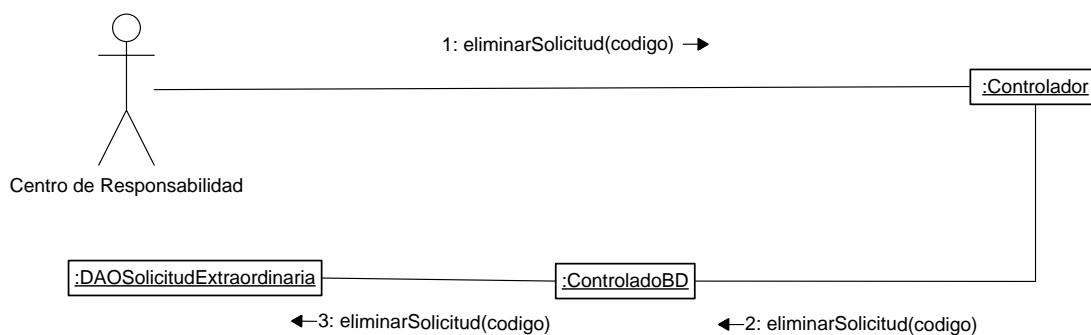 1: eliminarSolicitud(codigo)
:Controlador
Centro de Responsabilidad
:DAOSolicitudExtraordinaria
:ControladoBD
3: eliminarSolicitud(codigo)
2: eliminarSolicitud(codigo)